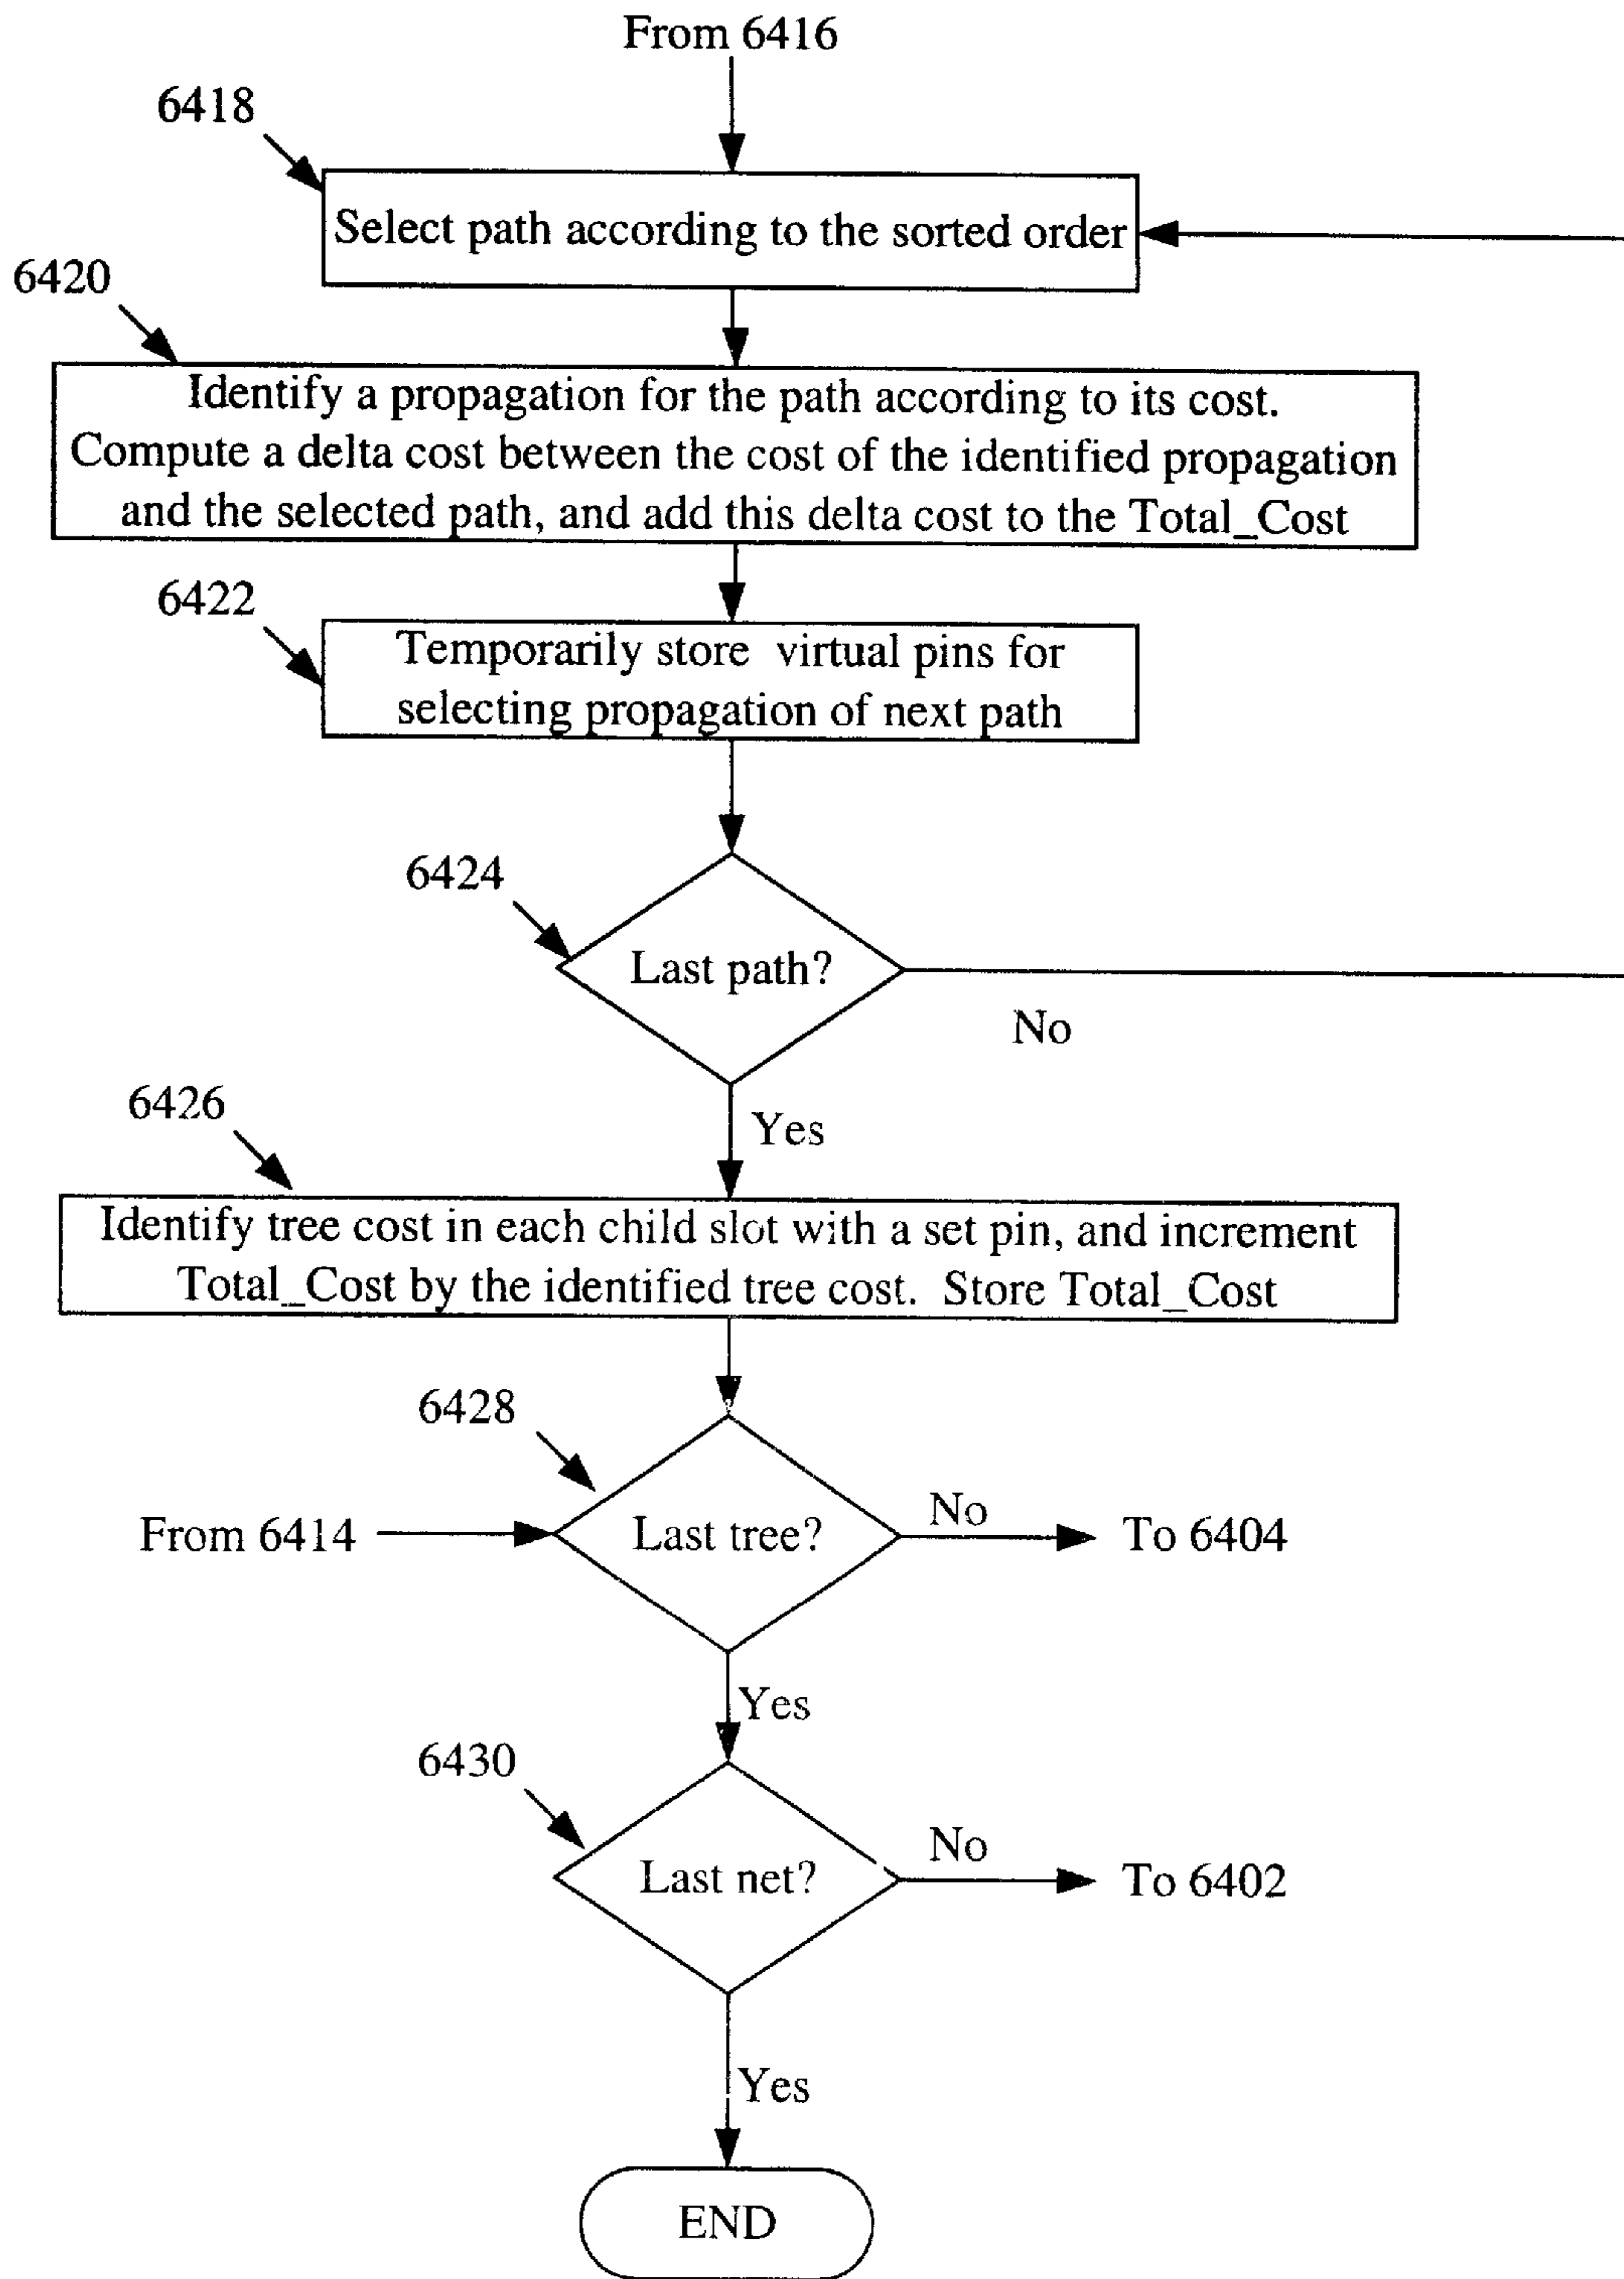 From 6416
6418
Select path according to the sorted order
6420
Identify a propagation for the path according to its cost.
Compute a delta cost between the cost of the identified propagation
and the selected path, and add this delta cost to the Total_Cost
6422
Temporarily store virtual pins for
selecting propagation of next path
6424
Last path?
No
Yes
6426
Identify tree cost in each child slot with a set pin, and increment
Total_Cost by the identified tree cost. Store Total_Cost
6428
From 6414
Last tree?
No
To 6404
Yes
6430
Last net?
No
To 6402
Yes
END